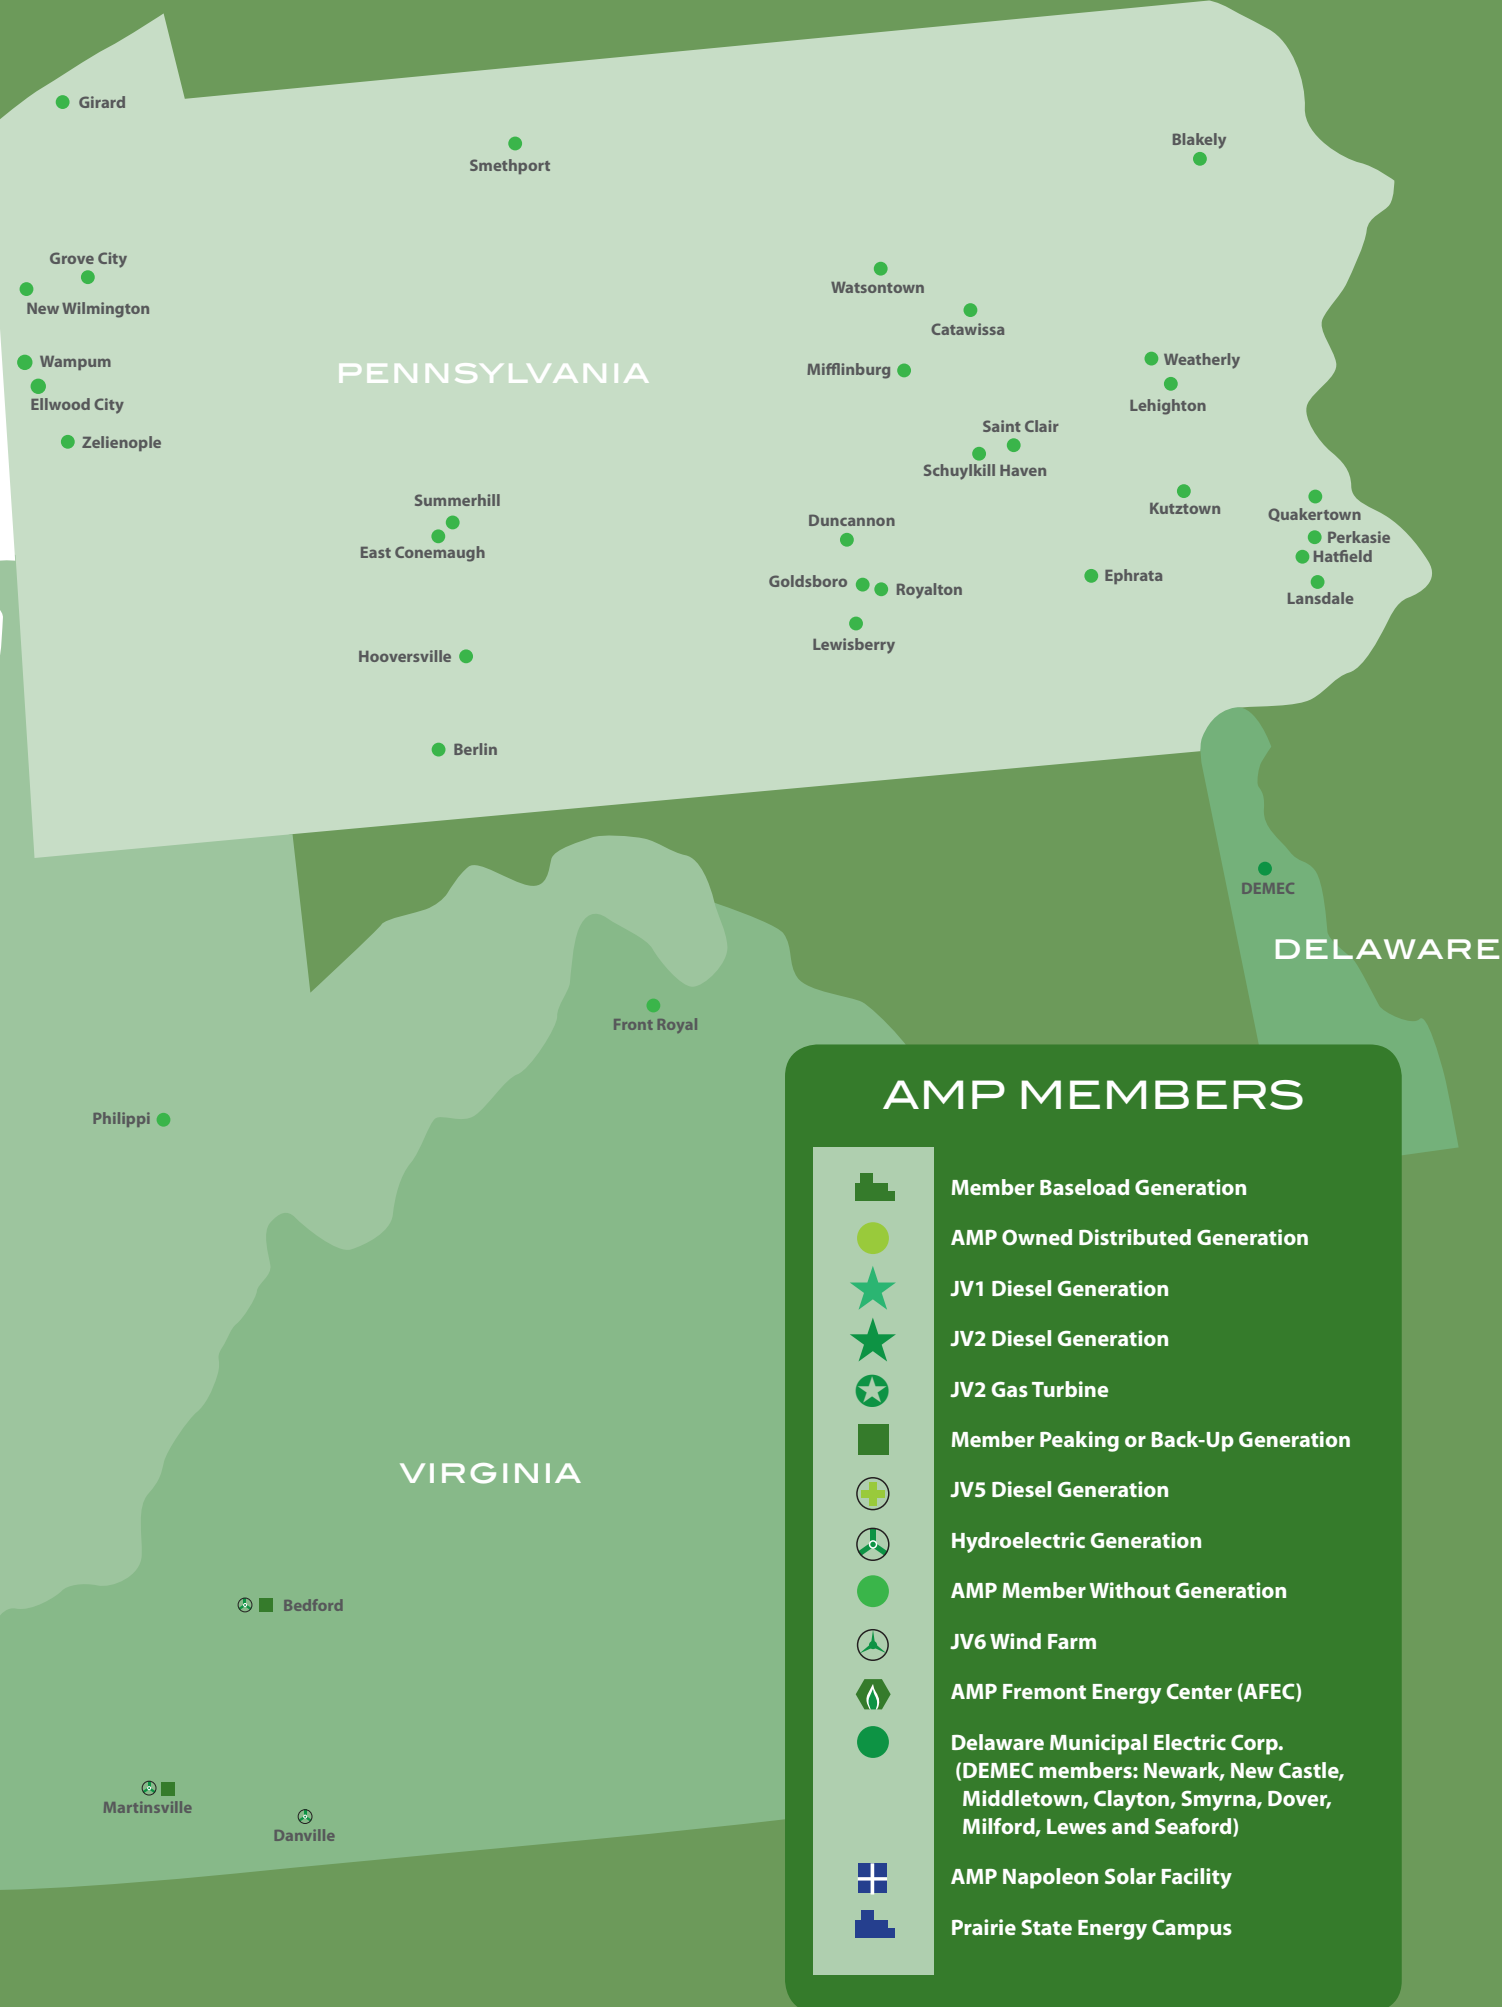 Girard
Smethport
Blakely
Grove City
New Wilmington
Watsontown
Catawissa
Wampum
Ellwood City
PENNSYLVANIA
Mifflinburg
Weatherly
Lehighton
Zelienople
Saint Clair
Schuylkill Haven
Summerhill
East Conemaugh
Duncannon
Kutztown
Quakertown
Perkasie
Hatfield
Lansdale
Goldsboro
Royalton
Ephrata
Lewisberry
Hooversville
Berlin
DEMEC
DELAWARE
Front Royal
Philippi
VIRGINIA
Bedford
Martinsville
Danville
AMP MEMBERS
Member Baseload Generation
AMP Owned Distributed Generation
JV1 Diesel Generation
JV2 Diesel Generation
JV2 Gas Turbine
Member Peaking or Back-Up Generation
JV5 Diesel Generation
Hydroelectric Generation
AMP Member Without Generation
JV6 Wind Farm
AMP Fremont Energy Center (AFEC)
Delaware Municipal Electric Corp.
(DEMEC members: Newark, New Castle,
Middletown, Clayton, Smyrna, Dover,
Milford, Lewes and Seaford)
AMP Napoleon Solar Facility
Prairie State Energy Campus